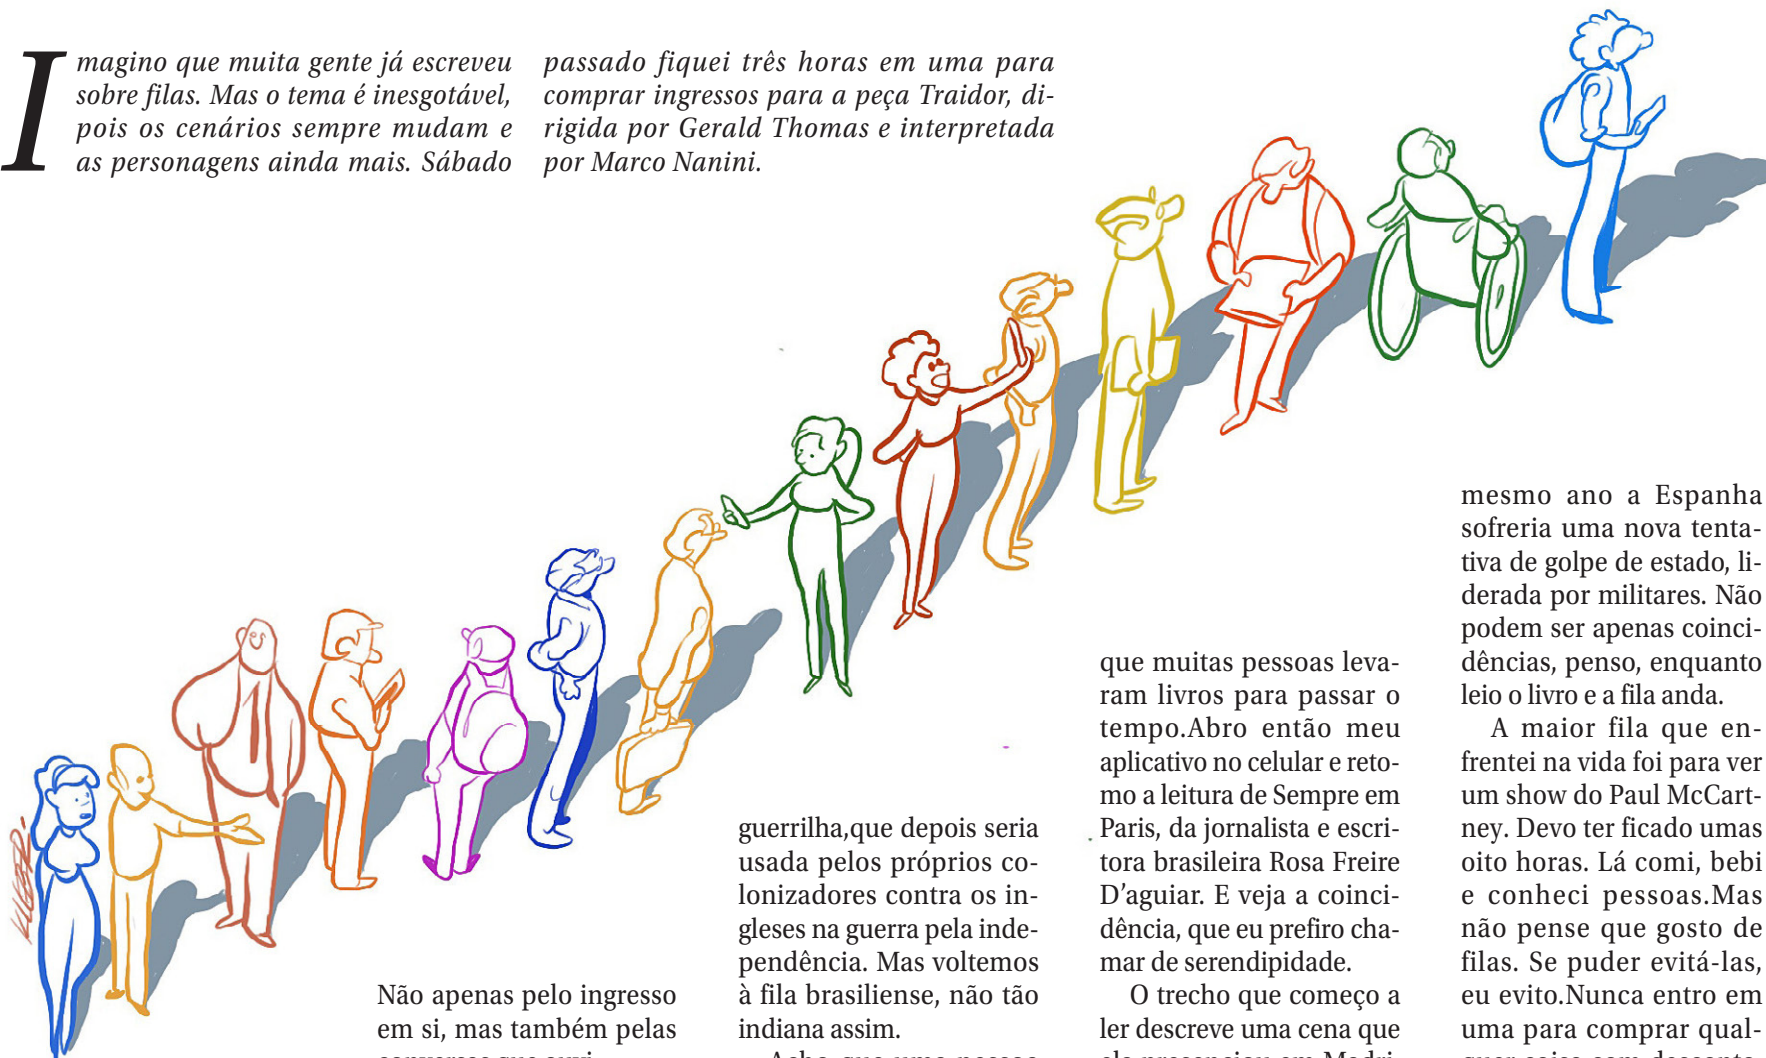 Imagino que muita gente já escreveu
sobre filas. Mas o tema é inesgotável,
pois os cenários sempre mudam e
as personagens ainda mais. Sábado
passado fiquei três horas em uma para
comprar ingressos para a peça Traidor, di-
rigida por Gerald Thomas e interpretada
por Marco Nanini.
Não apenas pelo ingresso
em si, mas também pelas
guerrilha,que depois seria
usada pelos próprios co-
lonizadores contra os in-
gleses na guerra pela inde-
pendência. Mas voltemos
à fila brasiliense, não tão
indiana assim.
que muitas pessoas leva-
ram livros para passar o
tempo.Abro então meu
aplicativo no celular e reto-
mo a leitura de Sempre em
Paris, da jornalista e escri-
tora brasileira Rosa Freire
D’aguiar. E veja a coinci-
dência, que eu prefiro cha-
mar de serendipidade.
O trecho que começo a
ler descreve uma cena que
mesmo ano a Espanha
sofreria uma nova tenta-
tiva de golpe de estado, li-
derada por militares. Não
podem ser apenas coinci-
dências, penso, enquanto
leio o livro e a fila anda.
A maior fila que en-
frentei na vida foi para ver
um show do Paul McCart-
ney. Devo ter ficado umas
oito horas. Lá comi, bebi
e conheci pessoas.Mas
não pense que gosto de
filas. Se puder evitá-las,
eu evito.Nunca entro em
uma para comprar qual-